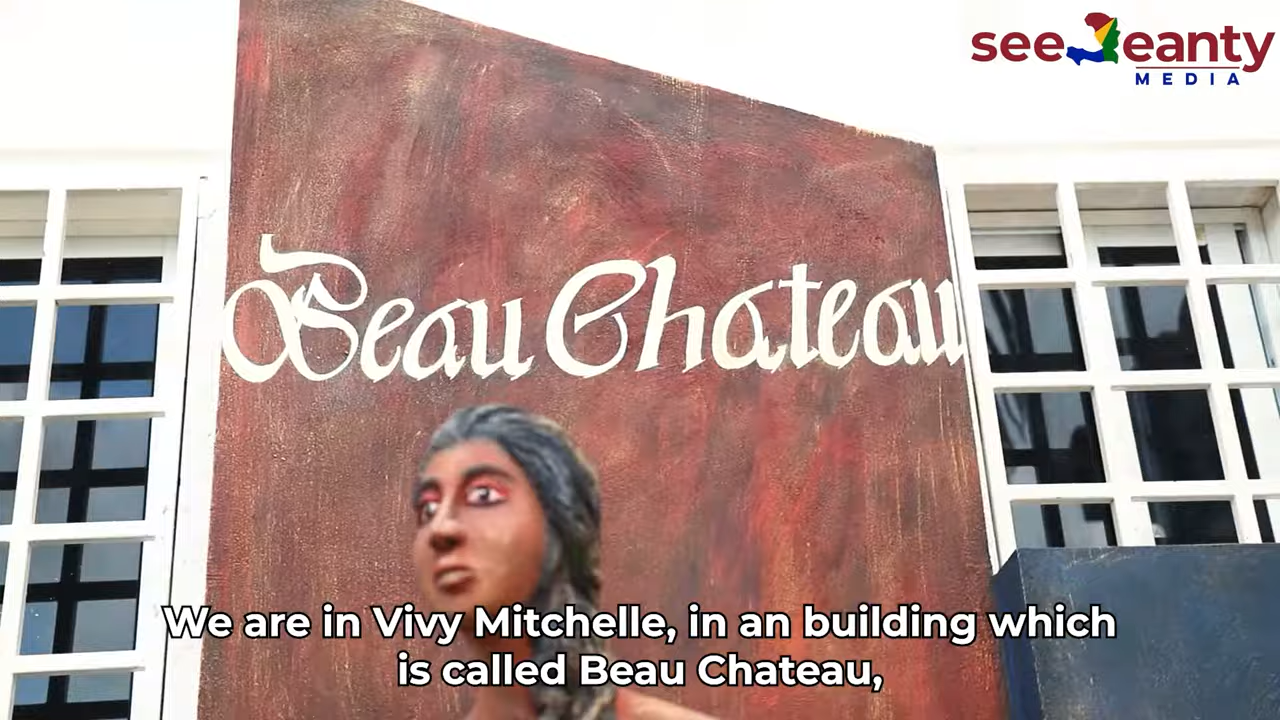 seeJeanty
MEDIA
Beau Chateau
We are in Vivy Mitchelle, in an building which
is called Beau Chateau,